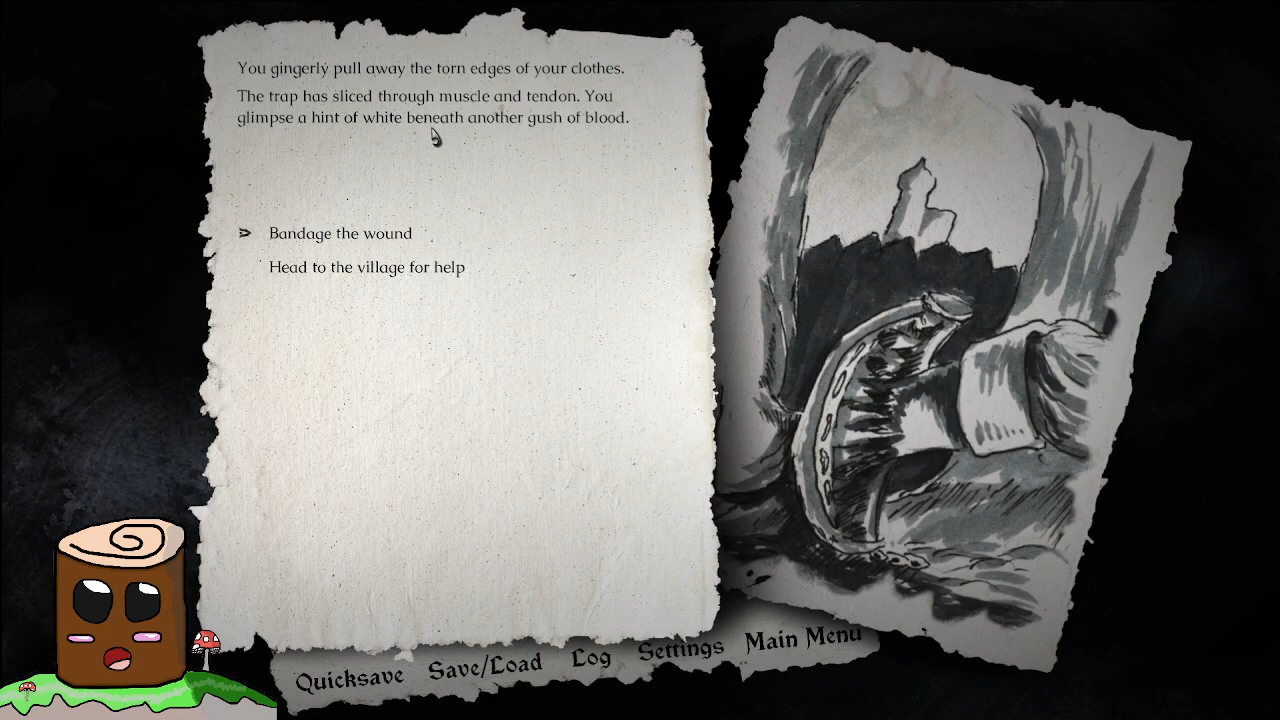 You gingerly pull away the torn edges of your clothes.
The trap has sliced through muscle and tendon. You
glimpse a hint of white beneath another gush of blood.
Bandage the wound
Head to the village for help
Quicksave Save/Load Log Settings Main Menu